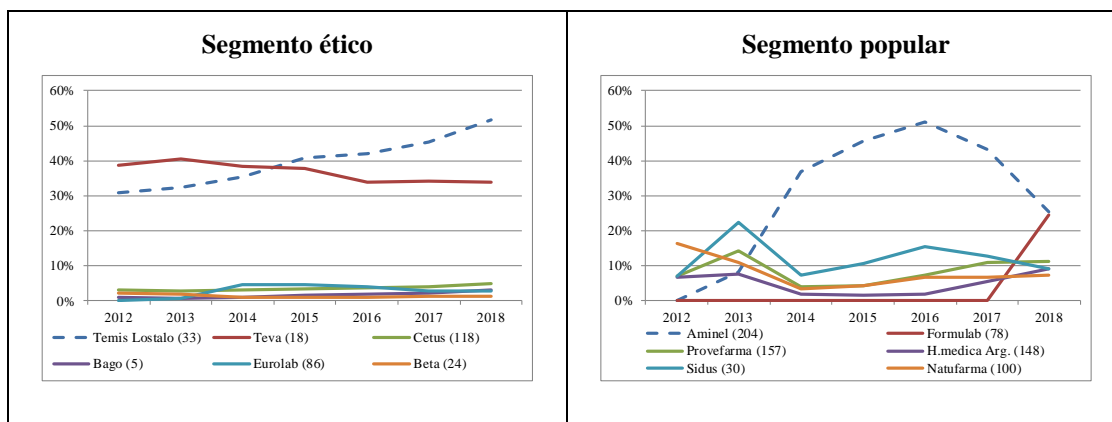 Segmento ético
60%
50%
40%
30%
20%
10%
0%
2012 2013 2014 2015 2016 2017 2018
Temis Lostalo (33) Teva (18) Cetus (118)
Bago (5) Eurolab (86) Beta (24)
Segmento popular
60%
50%
40%
30%
20%
10%
0%
2012 2013 2014 2015 2016 2017 2018
Aminel (204) Formulab (78)
Provefarma (157) H.medica Arg. (148)
Sidus (30) Natufarma (100)